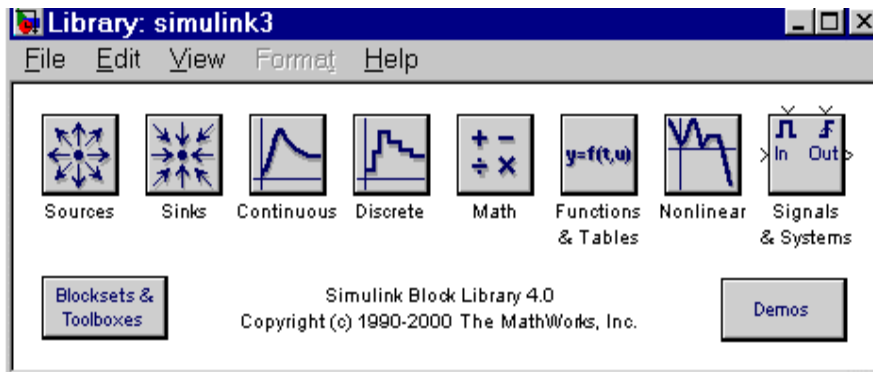 Library: simulink3
File Edit View Format Help
+ −
÷ ×
y=f(t,u)
In Out
Sources Sinks Continuous Discrete Math Functions & Tables Nonlinear Signals & Systems
Blocksets &
Toolboxes
Simulink Block Library 4.0
Copyright (c) 1990-2000 The MathWorks, Inc.
Demos